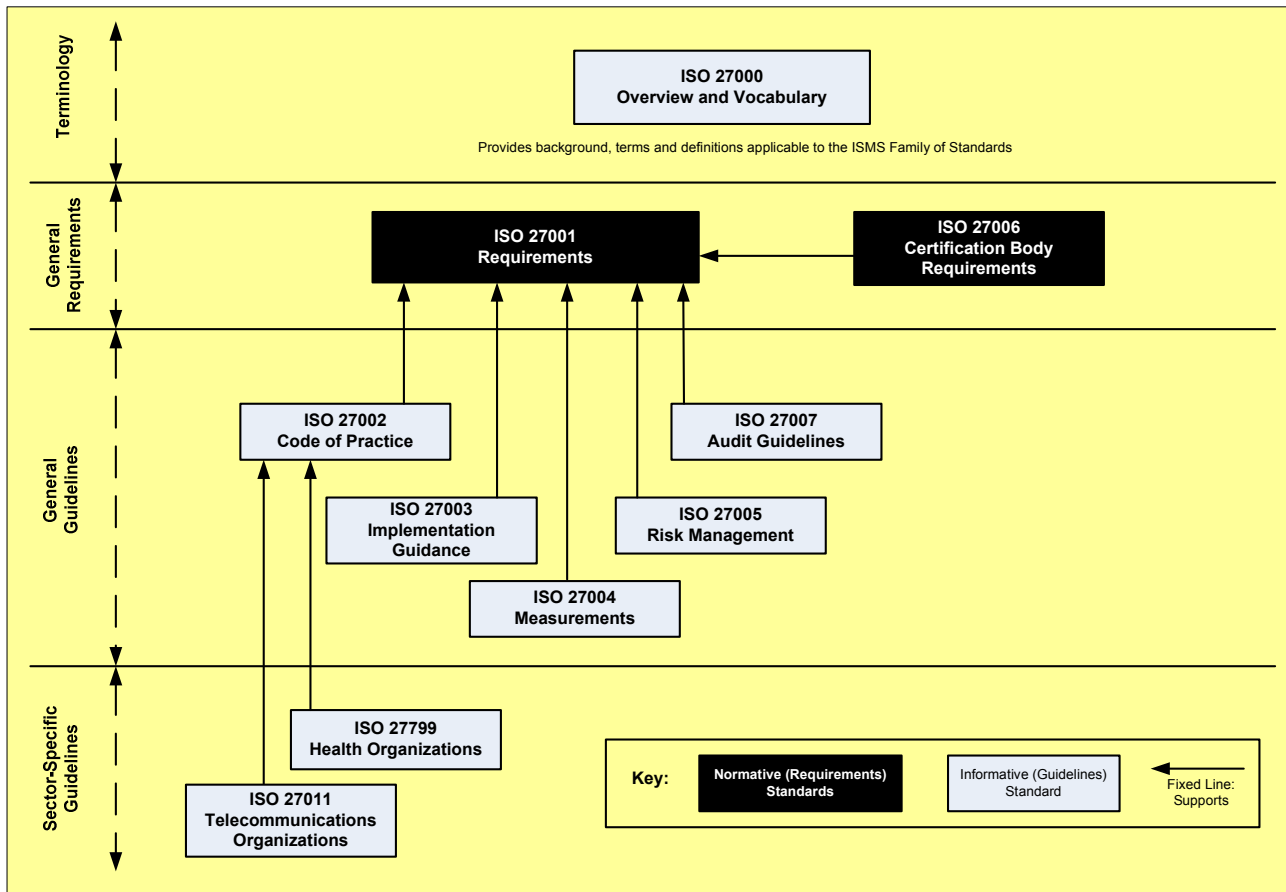 Terminology
ISO 27000
Overview and Vocabulary
Provides background, terms and definitions applicable to the ISMS Family of Standards
General
Requirements
ISO 27001
Requirements
ISO 27006
Certification Body
Requirements
General
Guidelines
ISO 27002
Code of Practice
ISO 27007
Audit Guidelines
ISO 27003
Implementation
Guidance
ISO 27005
Risk Management
ISO 27004
Measurements
Sector-Specific
Guidelines
ISO 27799
Health Organizations
ISO 27011
Telecommunications
Organizations
Key:
Normative (Requirements)
Standards
Informative (Guidelines)
Standard
Fixed Line:
Supports